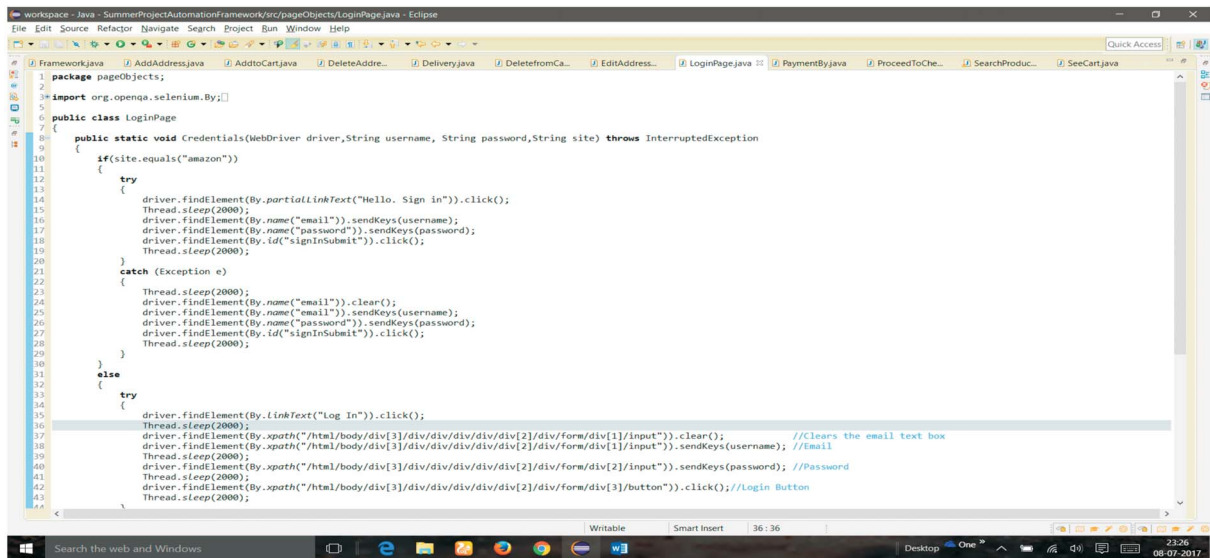 workspace - Java - SummerProjectAutomationFramework/src/pageObjects/LoginPage.java - Eclipse
File Edit Source Refactor Navigate Search Project Run Window Help
Quick Access
Framework.java AddAddress.java AddtoCart.java DeleteAddre... Delivery.java DeletefromCa... EditAddress... LoginPage.java PaymentBy.java ProceedToChe... SearchProduc... SeeCart.java
1 package pageObjects;
2
3 import org.openqa.selenium.By;
5
6 public class LoginPage
7 {
8 public static void Credentials(WebDriver driver,String username, String password,String site) throws InterruptedException
9 {
10 if(site.equals("amazon"))
11 {
12 try
13 {
14 driver.findElement(By.partialLinkText("Hello. Sign in")).click();
15 Thread.sleep(2000);
16 driver.findElement(By.name("email")).sendKeys(username);
17 driver.findElement(By.name("password")).sendKeys(password);
18 driver.findElement(By.id("signInSubmit")).click();
19 Thread.sleep(2000);
20 }
21 catch (Exception e)
22 {
23 Thread.sleep(2000);
24 driver.findElement(By.name("email")).clear();
25 driver.findElement(By.name("email")).sendKeys(username);
26 driver.findElement(By.name("password")).sendKeys(password);
27 driver.findElement(By.id("signInSubmit")).click();
28 Thread.sleep(2000);
29 }
30 }
31 else
32 {
33 try
34 {
35 driver.findElement(By.linkText("Log In")).click();
36 Thread.sleep(2000);
37 driver.findElement(By.xpath("/html/body/div[3]/div/div/div/div/div[2]/div/form/div[1]/input")).clear(); //Clears the email text box
38 driver.findElement(By.xpath("/html/body/div[3]/div/div/div/div/div[2]/div/form/div[1]/input")).sendKeys(username); //Email
39 Thread.sleep(2000);
40 driver.findElement(By.xpath("/html/body/div[3]/div/div/div/div/div[2]/div/form/div[2]/input")).sendKeys(password); //Password
41 Thread.sleep(2000);
42 driver.findElement(By.xpath("/html/body/div[3]/div/div/div/div/div[2]/div/form/div[3]/button")).click();//Login Button
43 Thread.sleep(2000);
44 }
Writable Smart Insert 36 : 36
Search the web and Windows Desktop One 23:26
08-07-2017